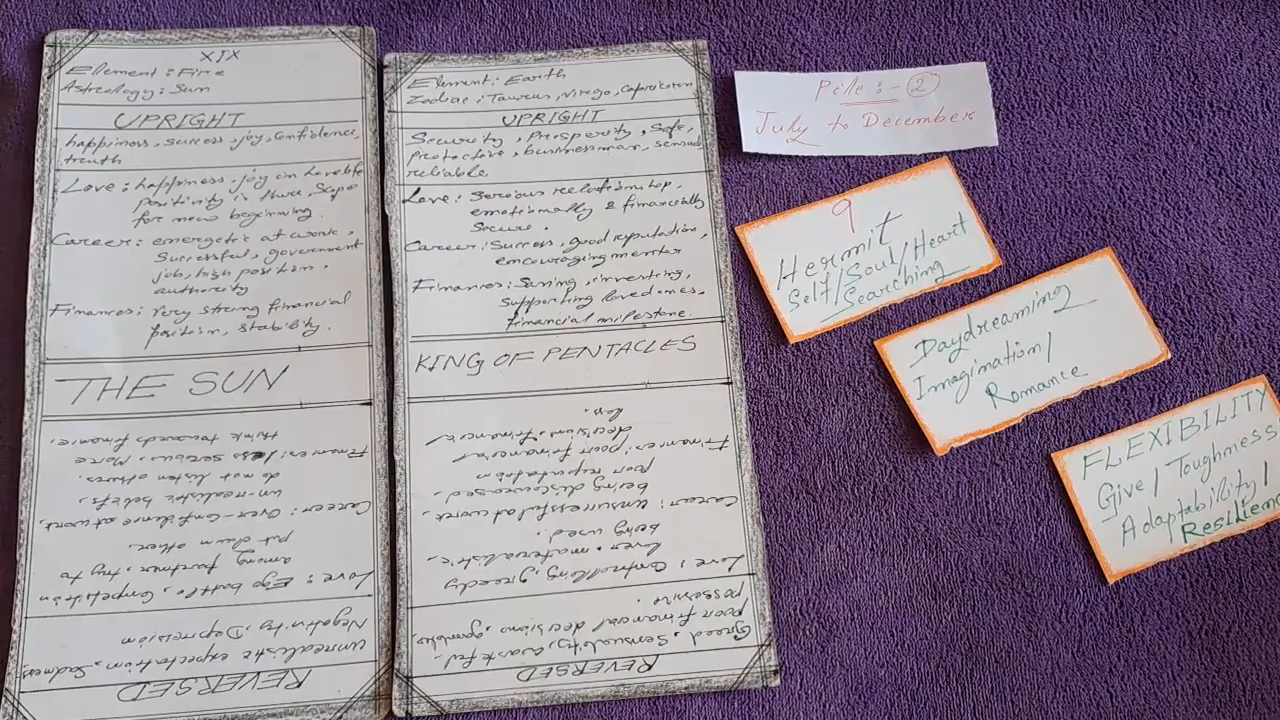 XIX
Element : Fire
Astrology : Sun
UPRIGHT
happiness, success, joy, Confidence,
truth
Love : happiness joy in lovelife
positivity is there, scope
for new beginning.
Career : energetic at work,
Successful, government
job, high position,
authority
Finances : Very strong financial
position, stability.
THE SUN
REVERSED
unrealistic expectation, Sadness,
Negativity, Depression
Love : Ego battle, Competition
among partner, try to
put dum other.
Career : Over-Confidence at work,
un-realistic beliefs,
do not listen others.
Finances : less serious, More
think towards finance.
Element : Earth
Zodiac : Taurus, Virgo, Capricorn
UPRIGHT
Security, Prosperity, Safe,
protective, businessman, sensual
reliable.
Love : Serious relationship,
emotionally & financially
secure.
Career : Success, good reputation,
encouraging mentor
Finances : Saving, investing,
supporting loved ones,
financial milestone.
KING OF PENTACLES
REVERSED
Greed, Sensuality, wasteful-
poor financial decisions, gambler,
possessive.
Love : Controlling, greedy
lover. materialistic -
being used.
Career : Unsuccessful at work-
being discouraged,
poor reputation
Finances : poor financial
decision, financial
loss.
Pile :- 2
July to December
9
Hermit
Self/Soul/Heart
Searching
Daydreaming
Imagination/
Romance
FLEXIBILITY
Give / Toughness
Adaptability /